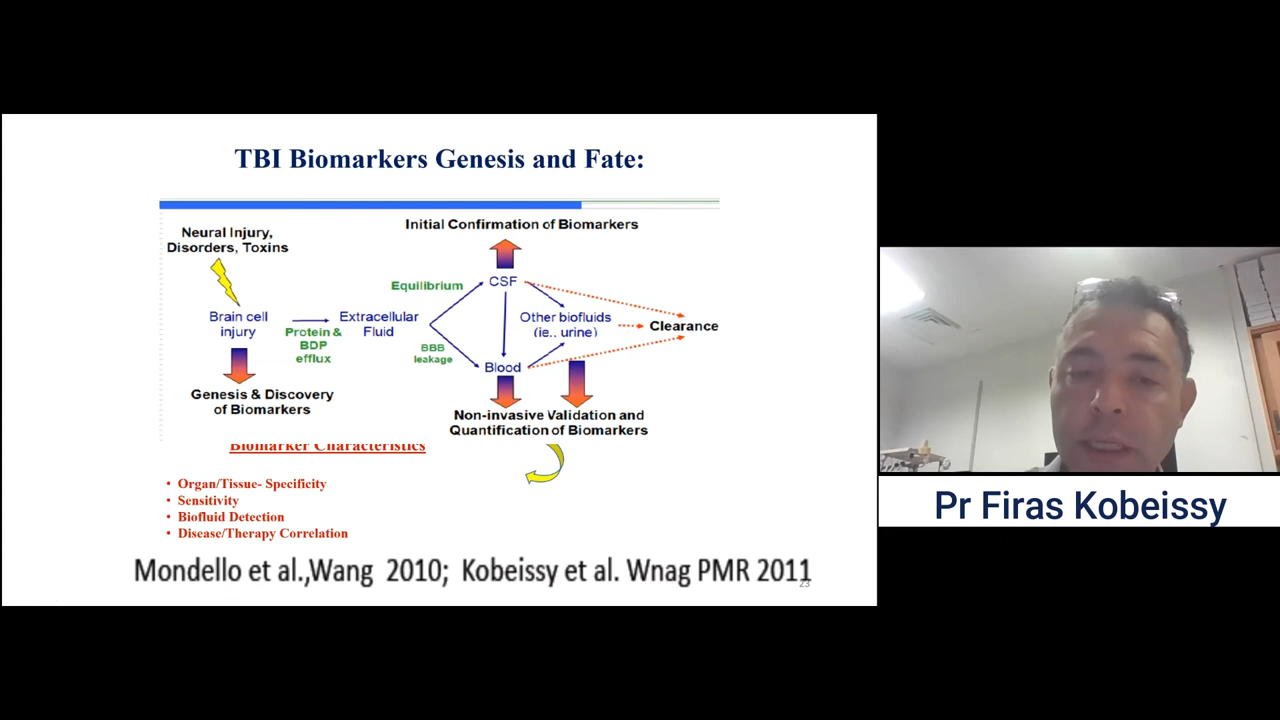 TBI Biomarkers Genesis and Fate:
Initial Confirmation of Biomarkers
Neural Injury,
Disorders, Toxins
Equilibrium
CSF
Brain cell
injury
Protein &
BDP
efflux
Extracellular
Fluid
BBB
leakage
Other biofluids
(ie., urine)
Clearance
Blood
Genesis & Discovery
of Biomarkers
Non-invasive Validation and
Quantification of Biomarkers
Biomarker Characteristics
• Organ/Tissue- Specificity
• Sensitivity
• Biofluid Detection
• Disease/Therapy Correlation
Mondello et al.,Wang 2010; Kobeissy et al. Wnag PMR 2011
23
Pr Firas Kobeissy